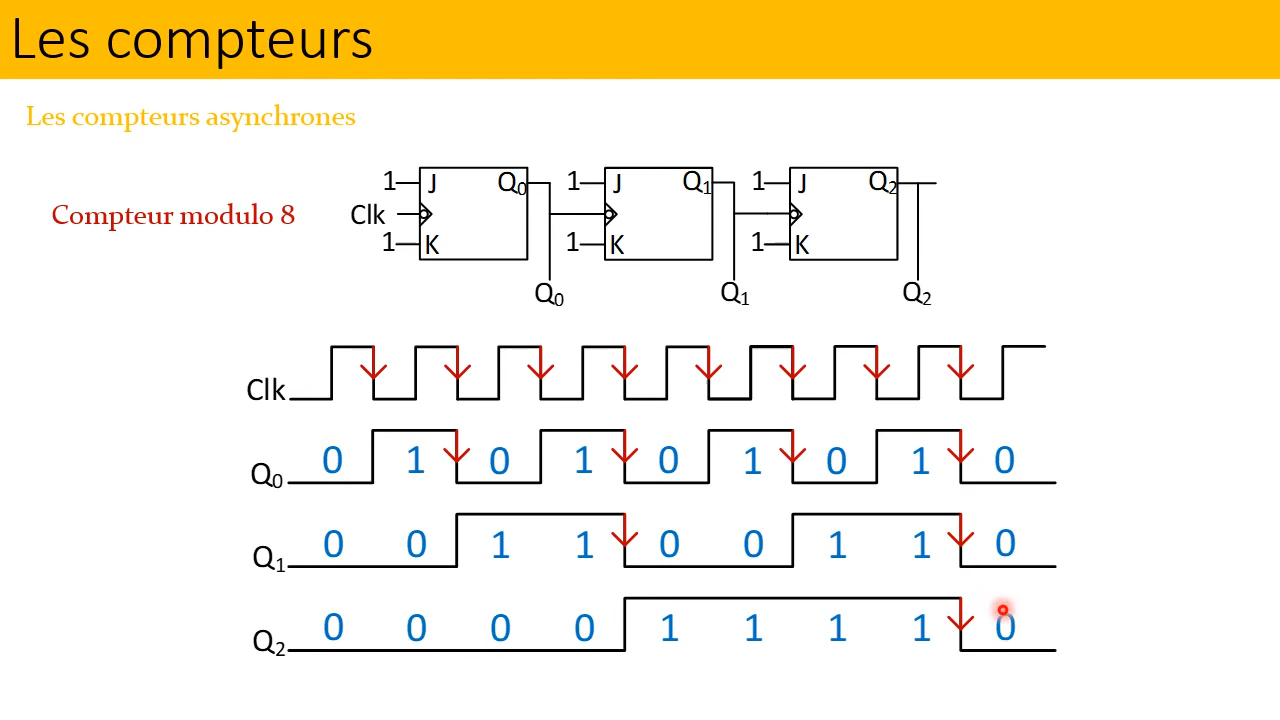 Les compteurs
Les compteurs asynchrones
Compteur modulo 8
1 J Q₀ 1 J Q₁ 1 J Q₂
Clk
1 K 1 K 1 K
Q₀ Q₁ Q₂
Clk
Q₀ 0 1 0 1 0 1 0 1 0
Q₁ 0 0 1 1 0 0 1 1 0
Q₂ 0 0 0 0 1 1 1 1 0